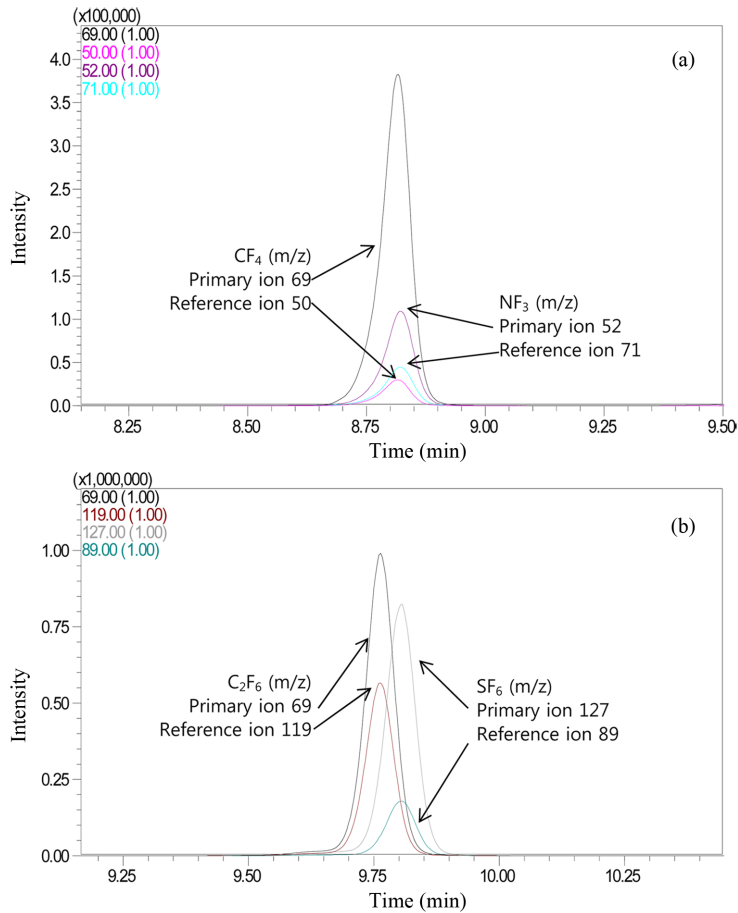 (x100,000)
69.00 (1.00)
50.00 (1.00)
52.00 (1.00)
71.00 (1.00)
(a)
4.0
3.5
3.0
2.5
2.0
1.5
1.0
0.5
0.0
Intensity
CF₄ (m/z)
Primary ion 69
Reference ion 50
NF₃ (m/z)
Primary ion 52
Reference ion 71
8.25 8.50 8.75 9.00 9.25 9.50
Time (min)
(x1,000,000)
69.00 (1.00)
119.00 (1.00)
127.00 (1.00)
89.00 (1.00)
(b)
1.00
0.75
0.50
0.25
0.00
Intensity
C₂F₆ (m/z)
Primary ion 69
Reference ion 119
SF₆ (m/z)
Primary ion 127
Reference ion 89
9.25 9.50 9.75 10.00 10.25
Time (min)